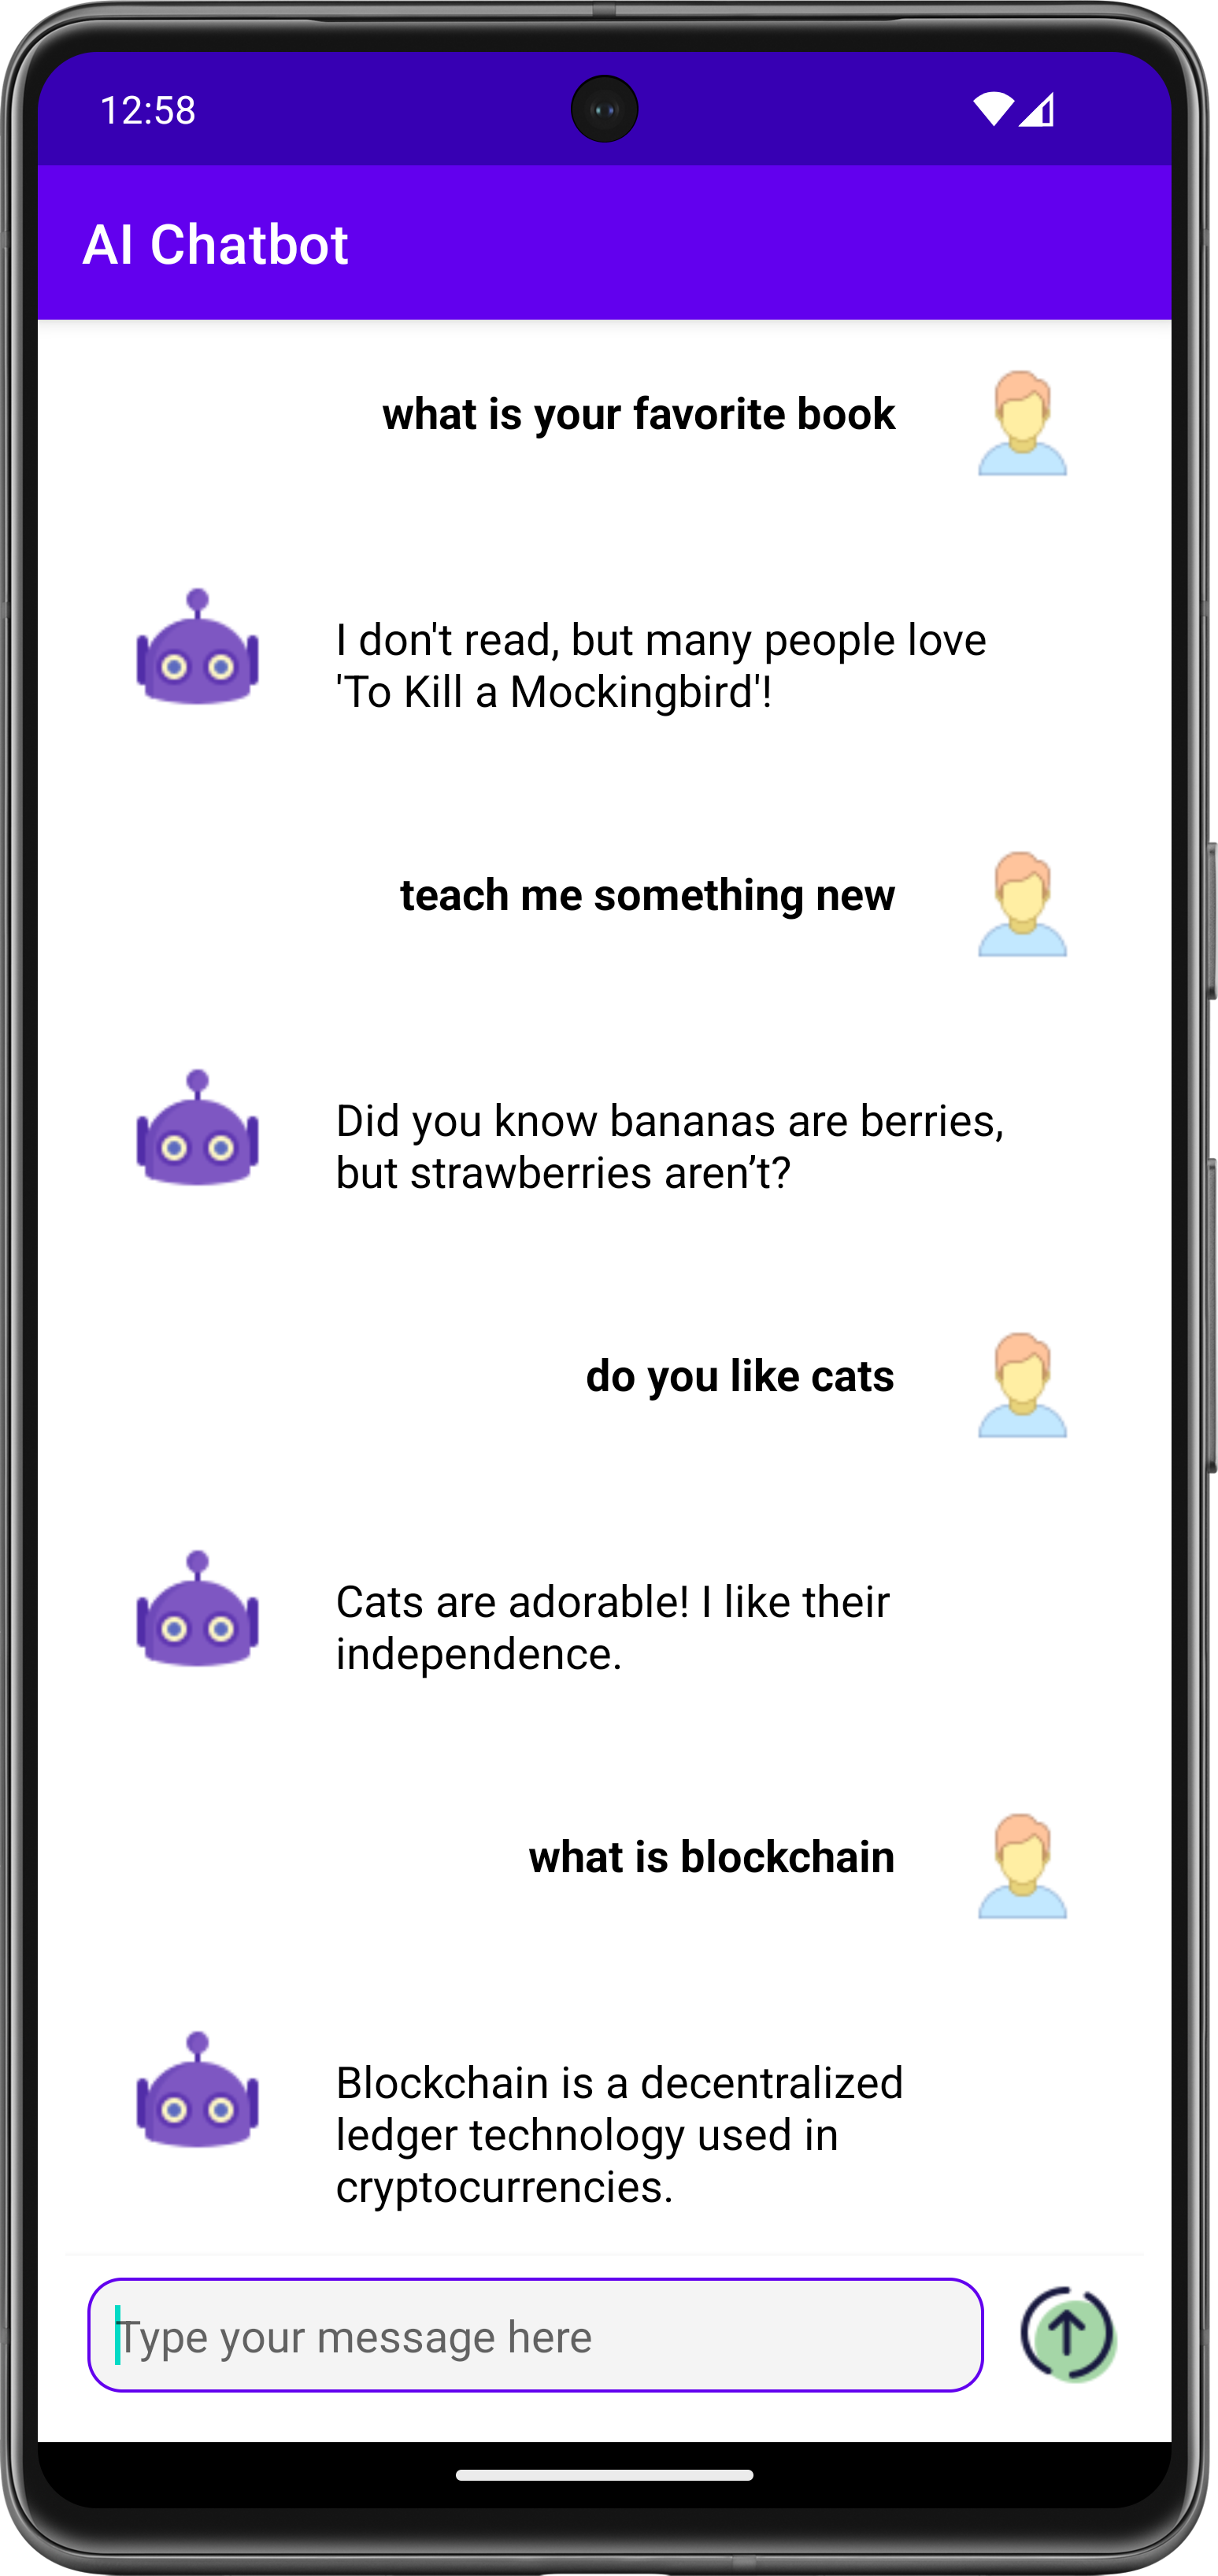 12:58
AI Chatbot
what is your favorite book
I don't read, but many people love
'To Kill a Mockingbird'!
teach me something new
Did you know bananas are berries,
but strawberries aren’t?
do you like cats
Cats are adorable! I like their
independence.
what is blockchain
Blockchain is a decentralized
ledger technology used in
cryptocurrencies.
Type your message here